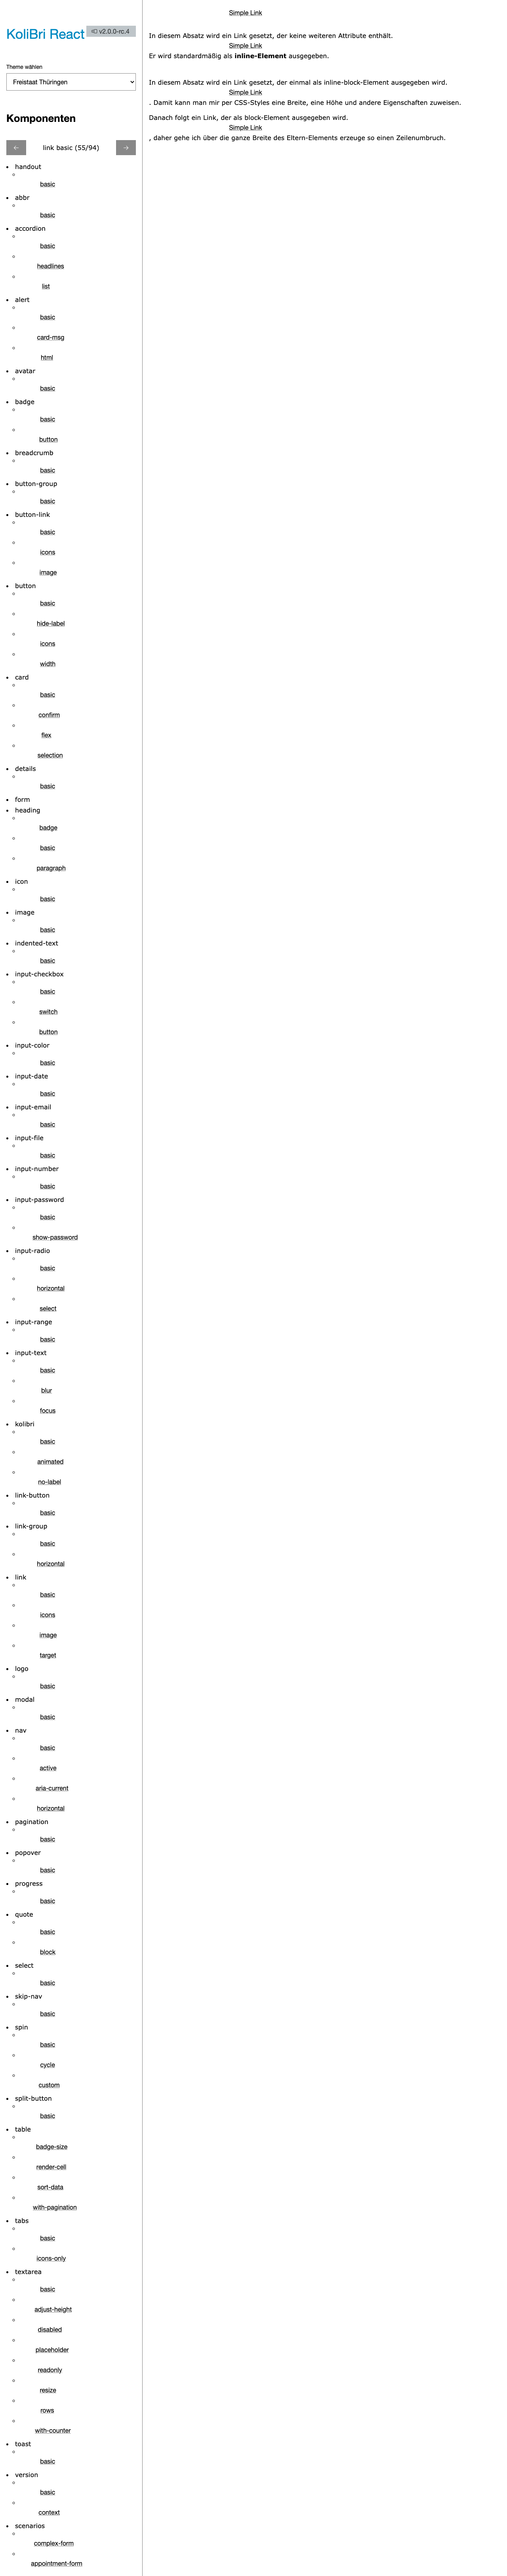 KoliBri React
v2.0.0-rc.4
Theme wählen
Freistaat Thüringen
Komponenten
← link basic (55/94) →
handout
basic
abbr
basic
accordion
basic
headlines
list
alert
basic
card-msg
html
avatar
basic
badge
basic
button
breadcrumb
basic
button-group
basic
button-link
basic
icons
image
button
basic
hide-label
icons
width
card
basic
confirm
flex
selection
details
basic
form
heading
badge
basic
paragraph
icon
basic
image
basic
indented-text
basic
input-checkbox
basic
switch
button
input-color
basic
input-date
basic
input-email
basic
input-file
basic
input-number
basic
input-password
basic
show-password
input-radio
basic
horizontal
select
input-range
basic
input-text
basic
blur
focus
kolibri
basic
animated
no-label
link-button
basic
link-group
basic
horizontal
link
basic
icons
image
target
logo
basic
modal
basic
nav
basic
active
aria-current
horizontal
pagination
basic
popover
basic
progress
basic
quote
basic
block
select
basic
skip-nav
basic
spin
basic
cycle
custom
split-button
basic
table
badge-size
render-cell
sort-data
with-pagination
tabs
basic
icons-only
textarea
basic
adjust-height
disabled
placeholder
readonly
resize
rows
with-counter
toast
basic
version
basic
context
scenarios
complex-form
appointment-form
Simple Link
In diesem Absatz wird ein Link gesetzt, der keine weiteren Attribute enthält.
Simple Link
Er wird standardmäßig als inline-Element ausgegeben.
In diesem Absatz wird ein Link gesetzt, der einmal als inline-block-Element ausgegeben wird.
Simple Link
. Damit kann man mir per CSS-Styles eine Breite, eine Höhe und andere Eigenschaften zuweisen.
Danach folgt ein Link, der als block-Element ausgegeben wird.
Simple Link
, daher gehe ich über die ganze Breite des Eltern-Elements erzeuge so einen Zeilenumbruch.